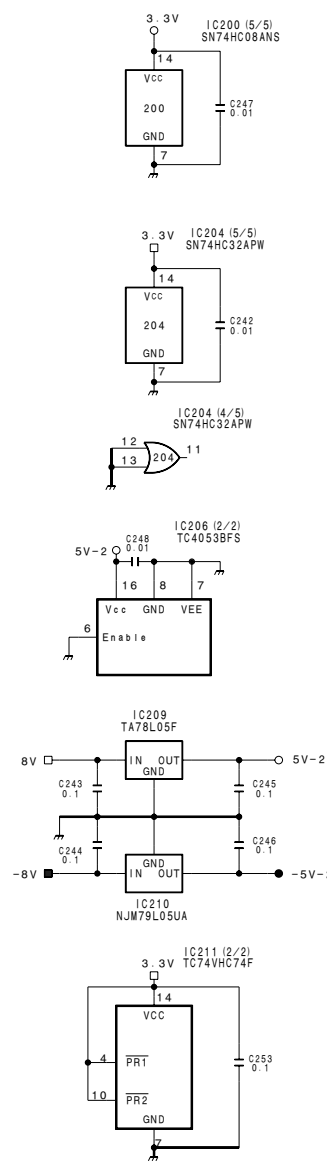 3.3V
IC200 (5/5)
SN74HC08ANS
14
Vcc
200
GND
7
C247
0.01
IC204 (5/5)
3.3V
SN74HC32APW
14
Vcc
204
GND
7
C242
0.01
IC204 (4/5)
SN74HC32APW
12
13
204
11
IC206 (2/2)
TC4053BFS
C248
0.01
5V-2
16
8
7
Vcc
GND
VEE
6
Enable
IC209
TA78L05F
8V
IN
OUT
GND
5V-2
C243
0.1
C245
0.1
C244
0.1
C246
0.1
GND
IN
OUT
-8V
-5V-2
IC210
NJM79L05UA
IC211 (2/2)
3.3V
TC74VHC74F
14
VCC
4
PR1
10
PR2
GND
7
C253
0.1